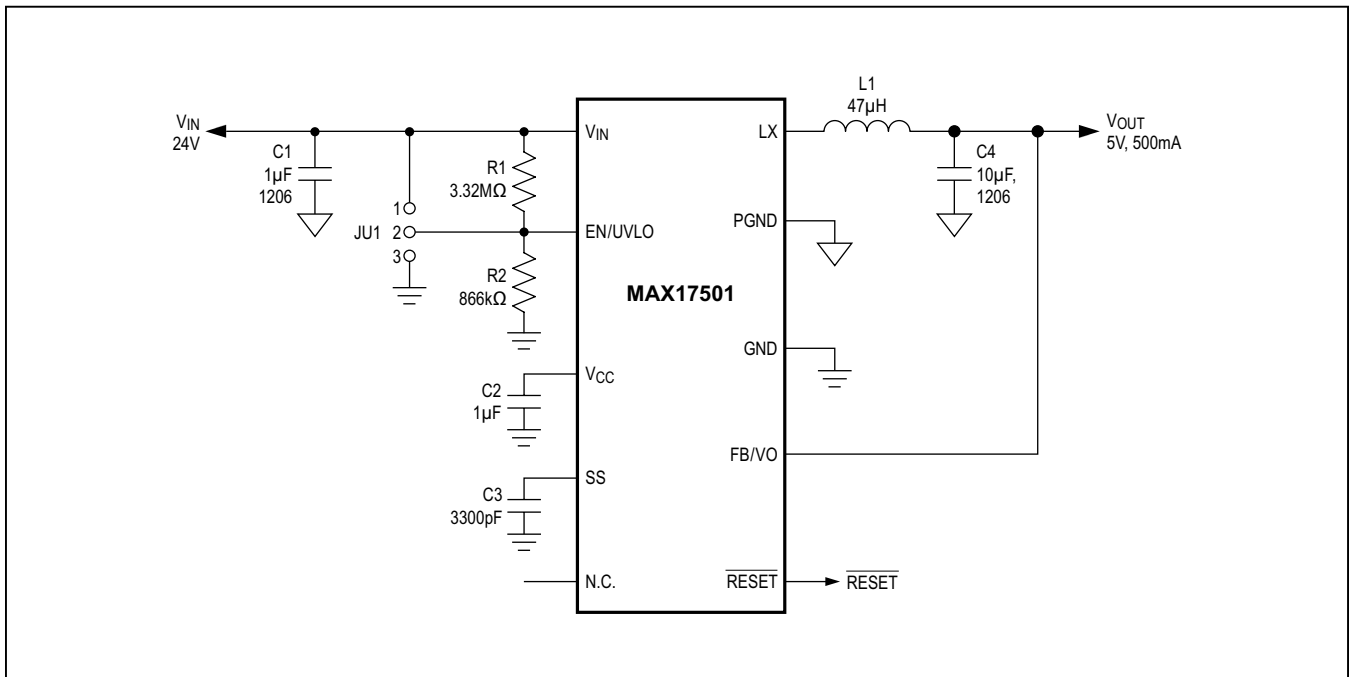 VIN
24V
C1
1µF
1206
JU1
1
2
3
R1
3.32MΩ
R2
866kΩ
C2
1µF
C3
3300pF
VIN
EN/UVLO
VCC
SS
N.C.
MAX17501
LX
PGND
GND
FB/VO
RESET
RESET
L1
47µH
C4
10µF,
1206
VOUT
5V, 500mA